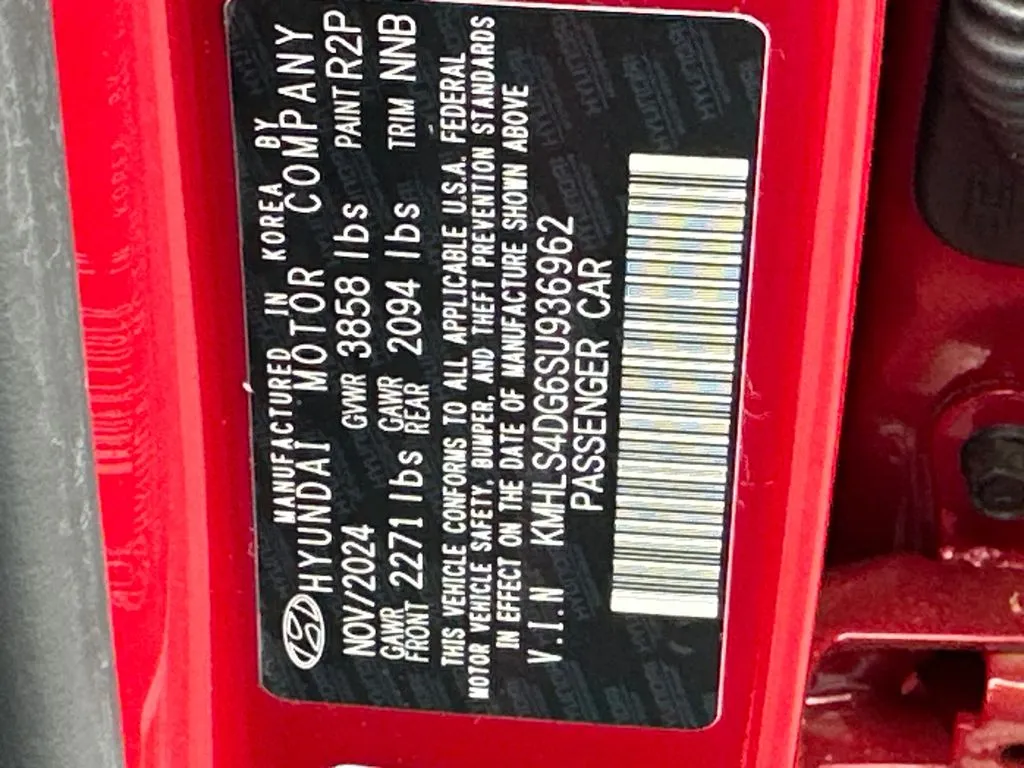 MANUFACTURED IN KOREA BY
HYUNDAI MOTOR COMPANY
NOV/2024 GVWR 3858 lbs PAINT R2P
GAWR FRONT 2271 lbs GAWR REAR 2094 lbs TRIM NNB
THIS VEHICLE CONFORMS TO ALL APPLICABLE U.S.A. FEDERAL
MOTOR VEHICLE SAFETY, BUMPER, AND THEFT PREVENTION STANDARDS
IN EFFECT ON THE DATE OF MANUFACTURE SHOWN ABOVE
V.I.N KMHLS4DG6SU936962
PASSENGER CAR